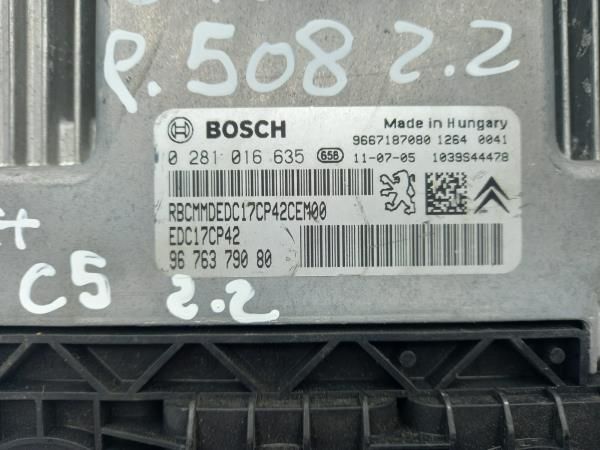 P. 508 2.2
BOSCH
Made in Hungary
9667187080 1264 0041
0 281 016 635 656 11-07-05 1039S44478
RBCMMDEDC17CP42CEM00
EDC17CP42
96 763 790 80
C5 2.2